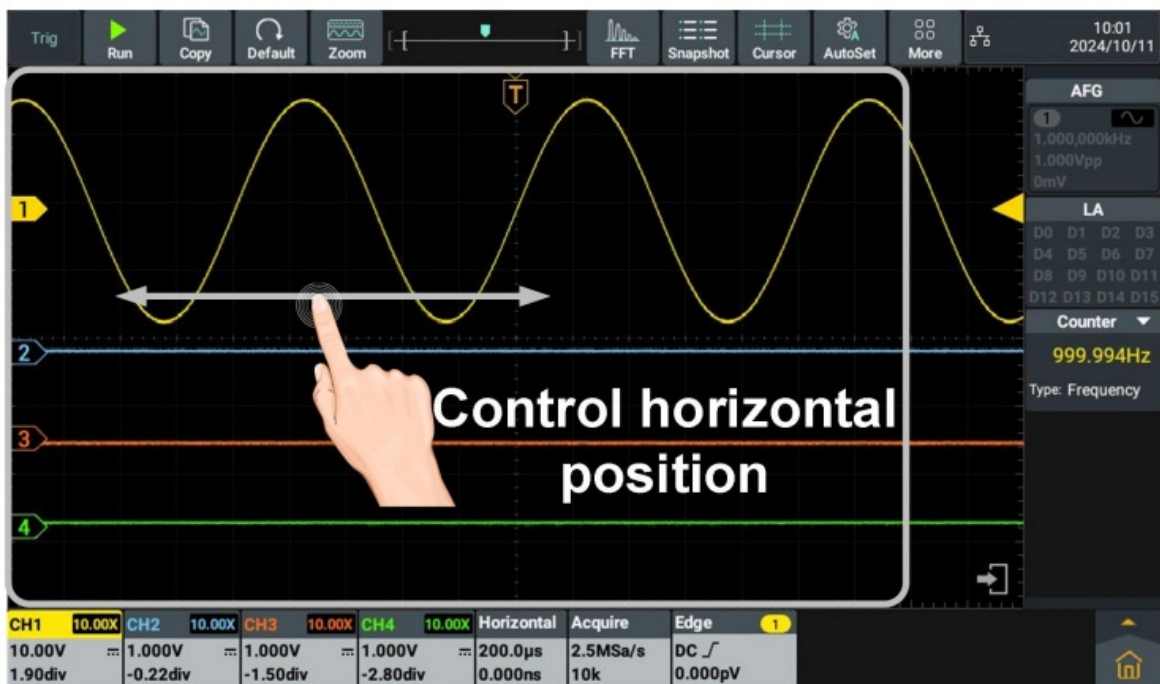 Trig
Run
Copy
Default
Zoom
FFT
Snapshot
Cursor
AutoSet
More
10:01
2024/10/11
T
AFG
1
1.000,000kHz
1.000Vpp
0mV
LA
D0 D1 D2 D3
D4 D5 D6 D7
D8 D9 D10 D11
D12 D13 D14 D15
Counter
999.994Hz
Type: Frequency
1
2
3
4
Control horizontal
position
CH1 10.00X CH2 10.00X CH3 10.00X CH4 10.00X Horizontal Acquire Edge 1
10.00V 1.000V 1.000V 1.000V 200.0μs 2.5MSa/s DC
1.90div -0.22div -1.50div -2.80div 0.000ns 10k 0.000pV